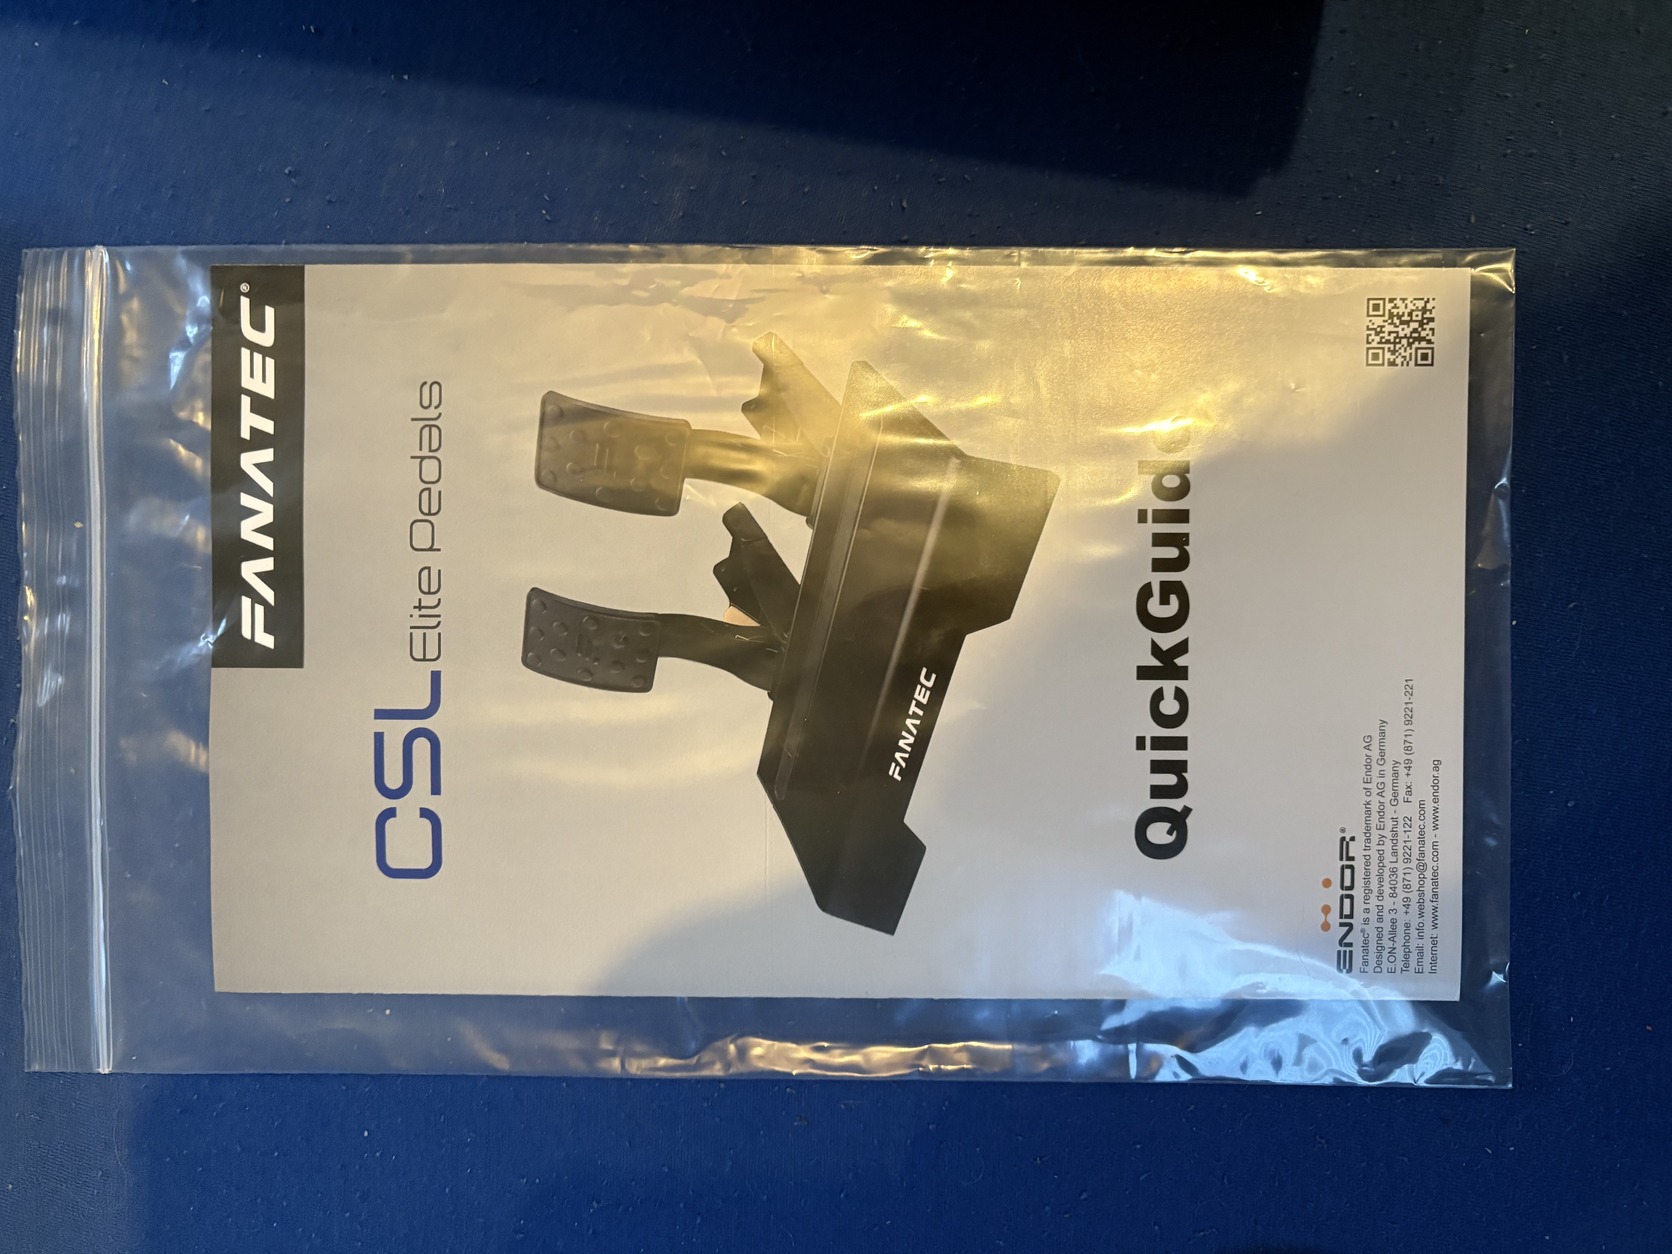 FANATEC®
CSL Elite Pedals
FANATEC
QuickGuide
ENDOR®
Fanatec® is a registered trademark of Endor AG
Designed and developed by Endor AG in Germany
E.ON-Allee 3 - 84036 Landshut - Germany
Telephone: +49 (871) 9221-122 Fax: +49 (871) 9221-221
Email: info.webshop@fanatec.com
Internet: www.fanatec.com - www.endor.ag